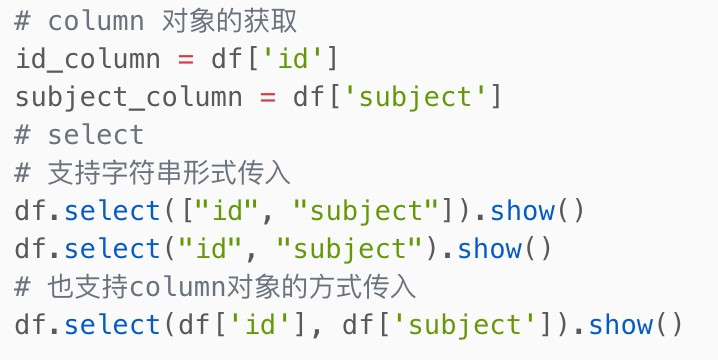 # column 对象的获取
id_column = df['id']
subject_column = df['subject']
# select
# 支持字符串形式传入
df.select(["id", "subject"]).show()
df.select("id", "subject").show()
# 也支持column对象的方式传入
df.select(df['id'], df['subject']).show()